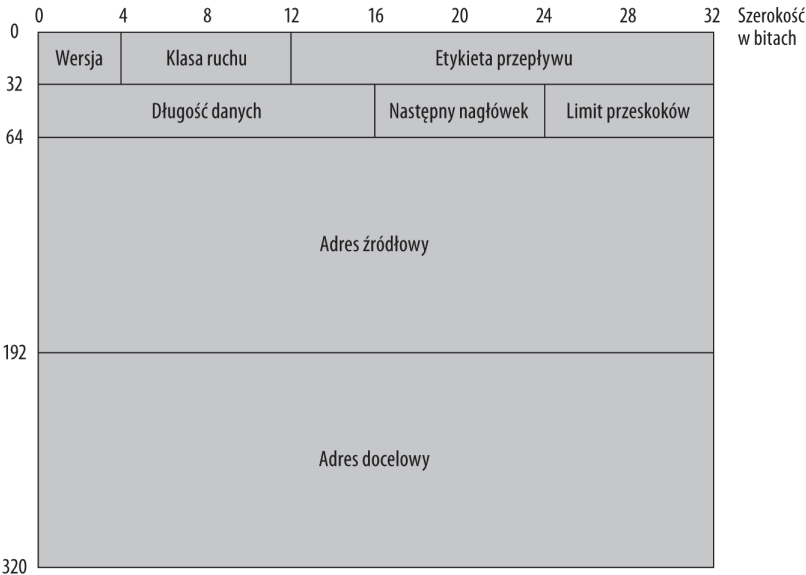 0 4 8 12 16 20 24 28 32 Szerokość
w bitach
0
Wersja Klasa ruchu Etykieta przepływu
32
Długość danych Następny nagłówek Limit przeskoków
64
Adres źródłowy
192
Adres docelowy
320